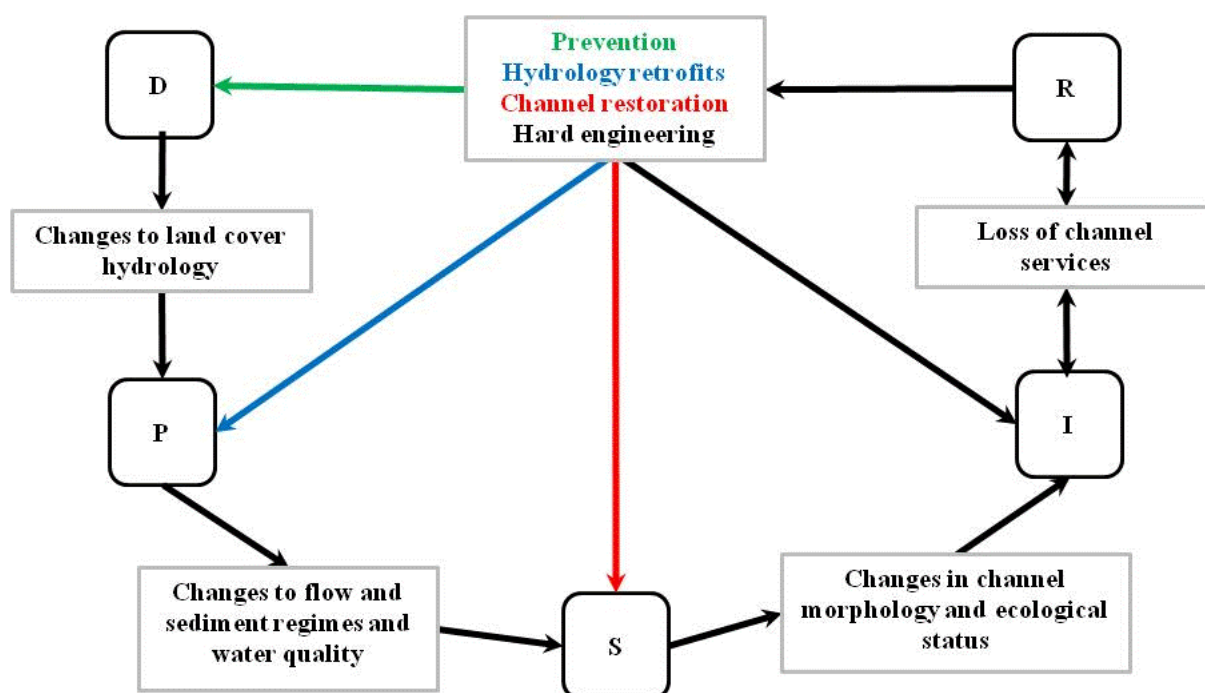 D
Prevention
Hydrology retrofits
Channel restoration
Hard engineering
R
Changes to land cover
hydrology
Loss of channel
services
P
I
Changes to flow and
sediment regimes and
water quality
S
Changes in channel
morphology and ecological
status